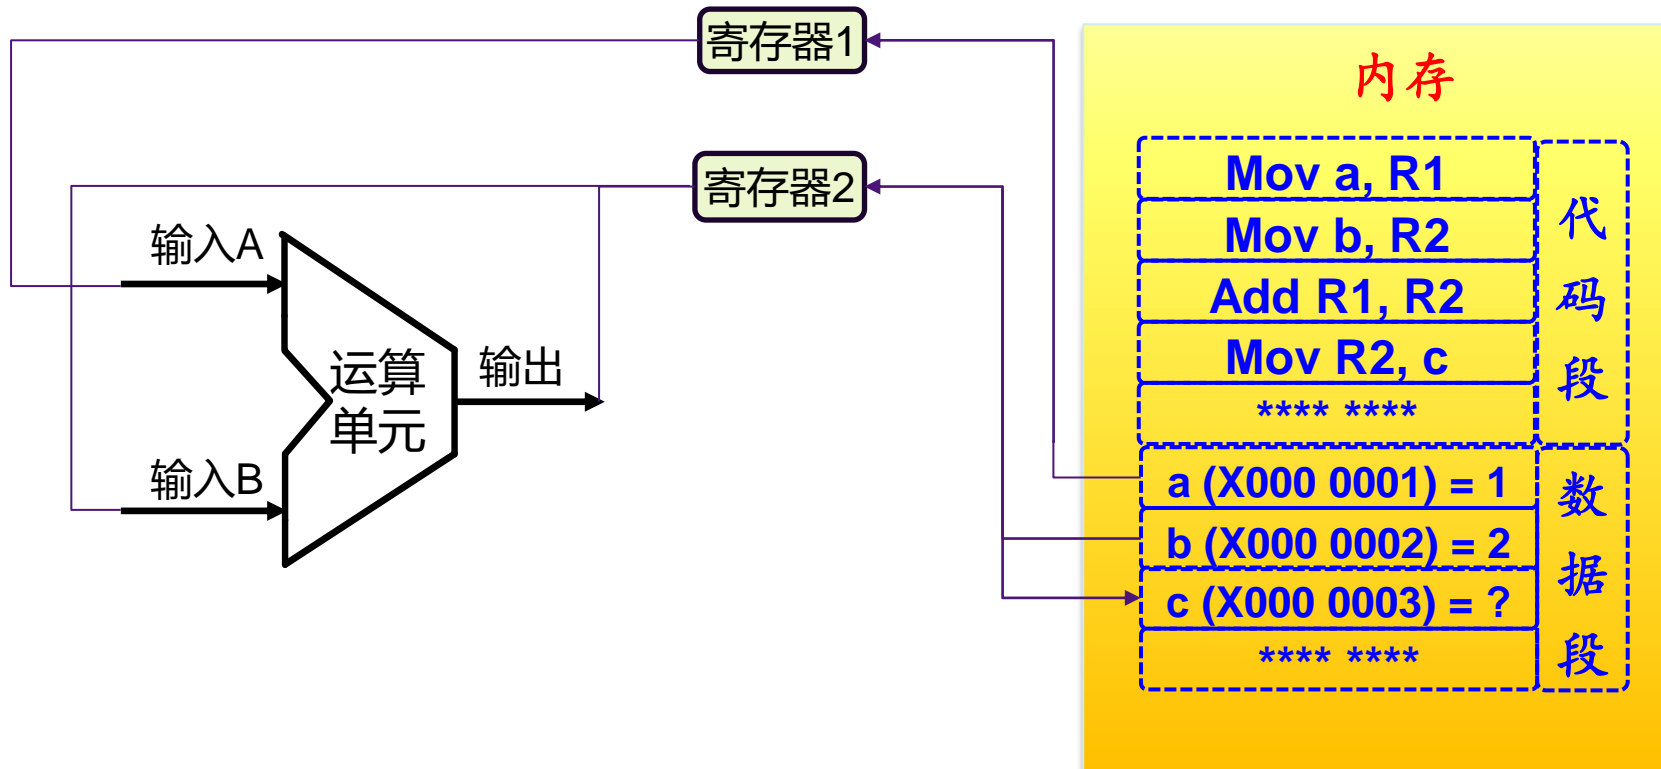 寄存器1
内存
寄存器2
Mov a, R1
Mov b, R2
Add R1, R2
Mov R2, c
**** ****
代码段
输入A
运算单元
输出
输入B
a (X000 0001) = 1
b (X000 0002) = 2
c (X000 0003) = ?
**** ****
数据段